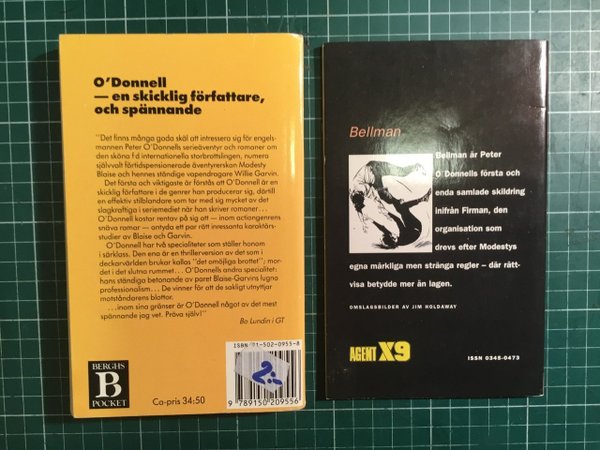 O'Donnell
— en skicklig författare,
och spännande
"Det finns många goda skäl att intressera sig för engels-
mannen Peter O'Donnells serieäventyr och romaner om
den sköna f d internationella storbrottslingen, numera
självvalt förtidspensionerade äventyrerskan Modesty
Blaise och hennes ständige vapendragare Willie Garvin.
Det första och viktigaste är förstås att O'Donnell är en
skicklig författare i de genrer han producerar sig, därtill
en effektiv stilblandare som tar med sig mycket av det
slagkraftiga i seriemediet när han skriver romaner...
O'Donnell kostar rentav på sig att — inom actiongenrens
snäva ramar — antyda ett par rätt inressanta karaktärs-
studier av Blaise och Garvin.
O'Donnell har två specialiteter som ställer honom
i särklass. Den ena är en thrillerversion av det som i
deckarvärlden brukar kallas "det omöjliga brottet"; mor-
det i det slutna rummet... O'Donnells andra specialitet:
hans ständiga betonande av paret Blaise-Garvins lugna
professionalism... De vinner för att de sakligt utnyttjar
motståndarens blottor.
...inom sina gränser är O'Donnell något av det mest
spännande jag vet. Pröva själv!"
Bo Lundin i GT
BERGHS
B
POCKET
Ca-pris 34:50
ISBN 91-502-0955-8
2:-
9 789150 209556
Bellman
Bellman är Peter
O'Donnells första och
enda samlade skildring
inifrån Firman, den
organisation som
drevs efter Modestys
egna märkliga men stränga regler – där rätt-
visa betydde mer än lagen.
OMSLAGSBILDER AV JIM HOLDAWAY
AGENT X9
ISSN 0345-0473